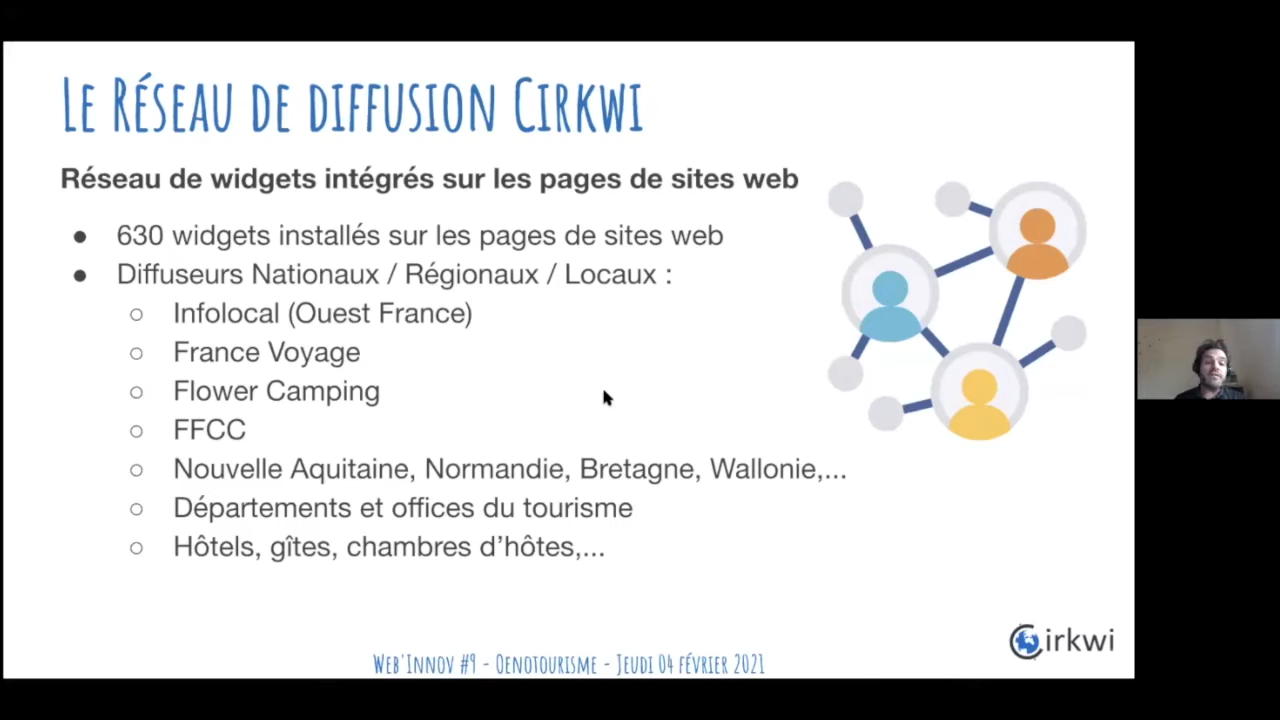 Le Réseau de diffusion Cirkwi
Réseau de widgets intégrés sur les pages de sites web
● 630 widgets installés sur les pages de sites web
● Diffuseurs Nationaux / Régionaux / Locaux :
○ Infolocal (Ouest France)
○ France Voyage
○ Flower Camping
○ FFCC
○ Nouvelle Aquitaine, Normandie, Bretagne, Wallonie,...
○ Départements et offices du tourisme
○ Hôtels, gîtes, chambres d’hôtes,...
Cirkwi
Web'Innov #9 - Oenotourisme - Jeudi 04 février 2021